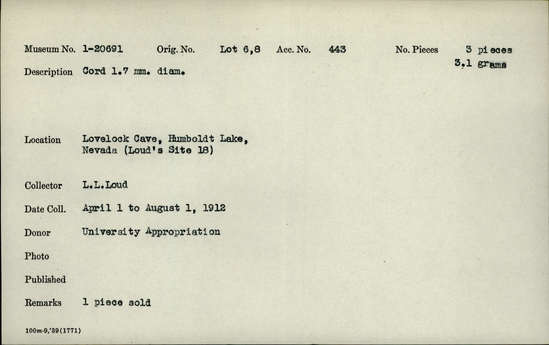 Museum No. 1-20691 Orig. No. Lot 6,8 Acc. No. 443 No. Pieces 3 pieces
3.1 grams
Description Cord 1.7 mm. diam.
Location Lovelock Cave, Humboldt Lake,
Nevada (Loud's Site 18)
Collector L.L.Loud
Date Coll. April 1 to August 1, 1912
Donor University Appropriation
Photo
Published
Remarks 1 piece sold
100m-9,'39(1771)